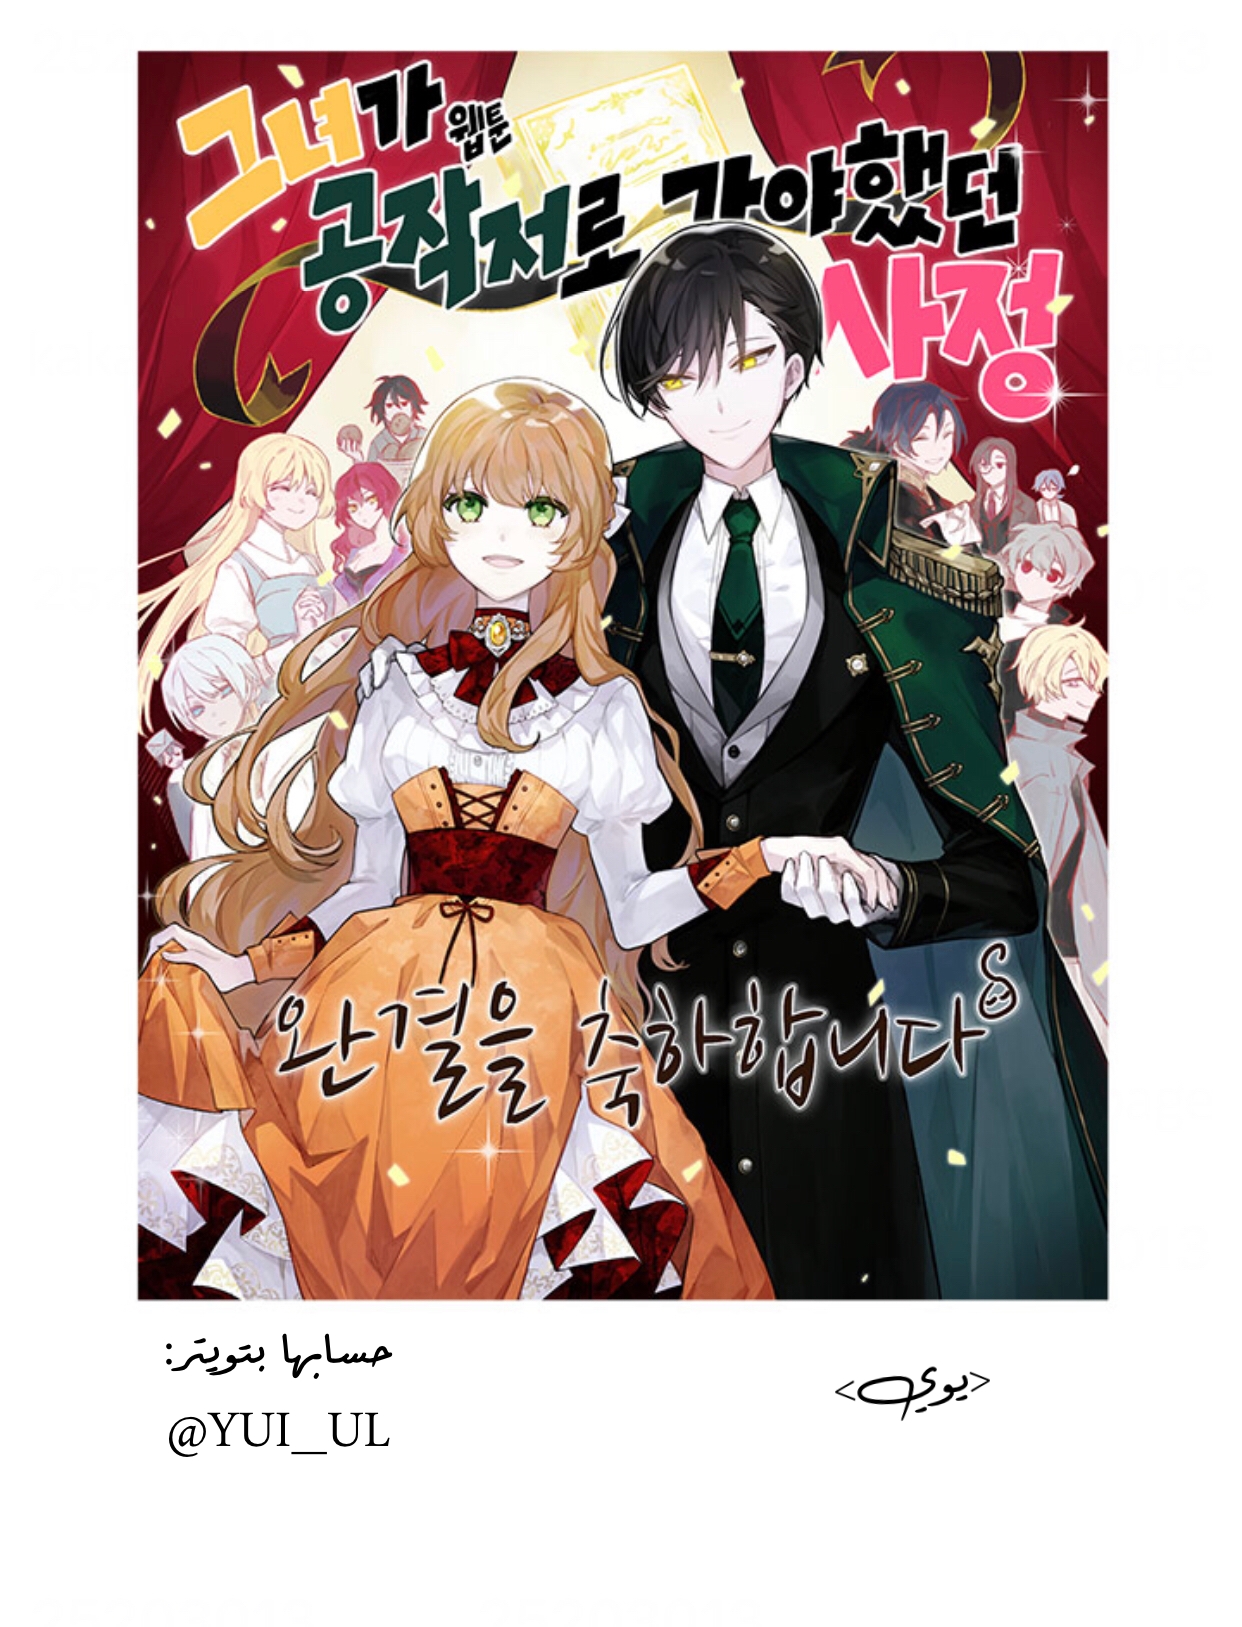 그녀가 웹툰
공작저로 가야했던
사정
완결을 축하합니다
حسابها بتويتر:
@YUI_UL
<يوي>